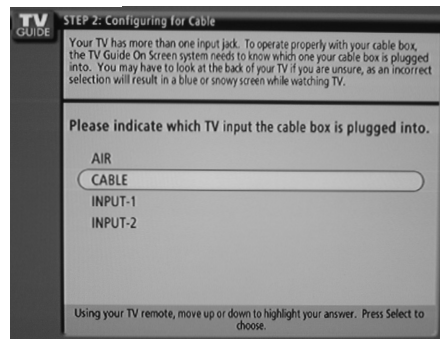 TV
GUIDE
STEP 2: Configuring for Cable
Your TV has more than one input jack. To operate properly with your cable box,
the TV Guide On Screen system needs to know which one your cable box is plugged
into. You may have to look at the back of your TV if you are unsure, as an incorrect
selection will result in a blue or snowy screen while watching TV.
Please indicate which TV input the cable box is plugged into.
AIR
CABLE
INPUT-1
INPUT-2
Using your TV remote, move up or down to highlight your answer. Press Select to
choose.